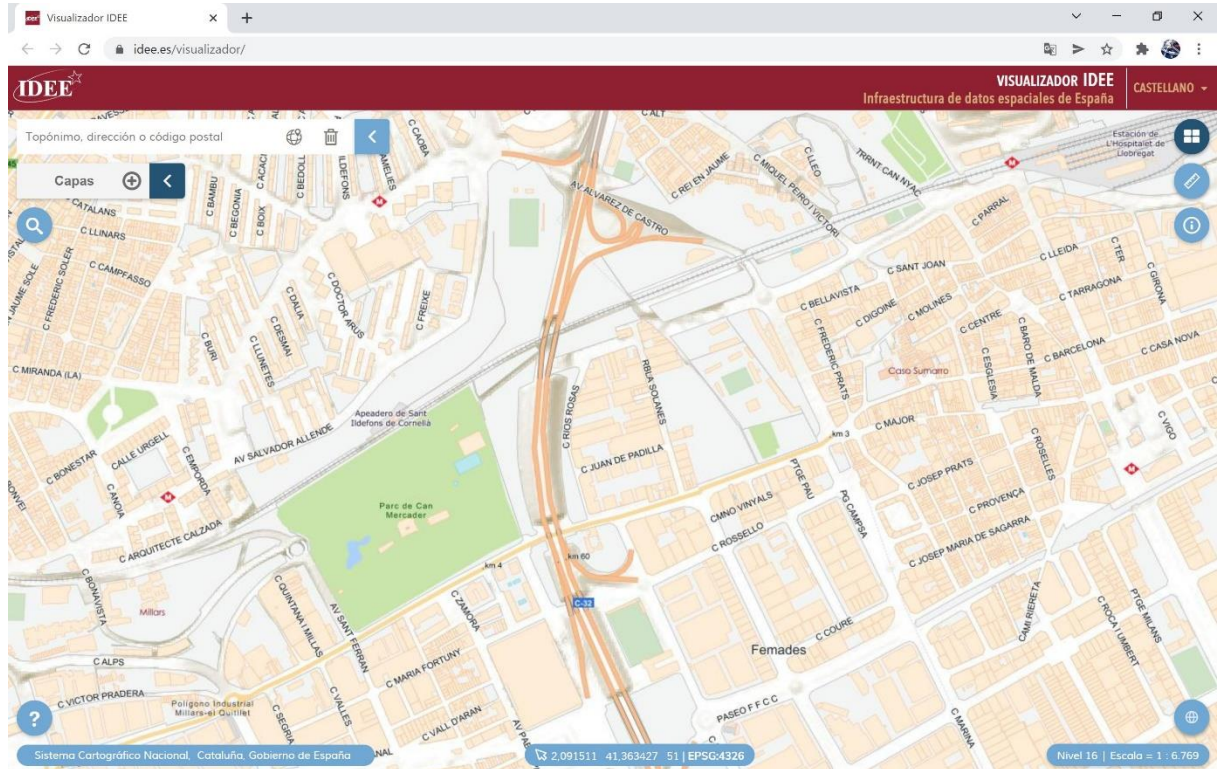 Visualizador IDEE
idee.es/visualizador/
IDEE
VISUALIZADOR IDEE
Infraestructura de datos espaciales de España
CASTELLANO
Topónimo, dirección o código postal
Capas
C CAOBA
C ALT
Estación de
L'Hospitalet de
Llobregat
C BAMBU
C BEGONIA
C BOIX
C BEDOLL
AV ALVAREZ DE CASTRO
C REI EN JAUME
C MIQUEL PEIRO I VICTORI
C LLEO
TRRNT CAN NYAC
C PARRAL
CATALANS
C LLINARS
C CAMPFASSO
C FREDERIC SOLER
C DALIA
C DESMAI
C LLUNETES
C BURI
C DOCTOR ARUS
C FREIXE
C SANT JOAN
C LLEIDA
C TER
C GIRONA
C TARRAGONA
C BELLAVISTA
C DIGOINE
C MOLINES
C CENTRE
C FREDERIC PRATS
C BARO DE MALDA
C BARCELONA
C CASA NOVA
C ESGLESIA
Caso Sumarro
C MIRANDA (LA)
RBLA SOLANES
C RIOS ROSAS
Apeadero de Sant
Ildefons de Cornellà
AV SALVADOR ALLENDE
C MAJOR
km 3
C VIGO
C BONESTAR
CALLE URGELL
C EMPORDA
C ANOIA
C JUAN DE PADILLA
C ROSELLES
C JOSEP PRATS
PTGE PAU
PG CAMPSA
C PROVENÇA
Parc de Can
Mercader
CMNO VINYALS
C ROSSELLO
C JOSEP MARIA DE SAGARRA
C ARQUITECTE CALZADA
km 60
km 4
C BONAVISTA
Millars
C QUINTANA I MILLAS
AV SANT FERRAN
C ZAMORA
C-32
CAMI RIERETA
C ROCA I UMBERT
PTGE MILANS
C COURE
Femades
C ALPS
C MARIA FORTUNY
C VICTOR PRADERA
Polígono Industrial
Millars-el Quitllet
C SEGRIA
C VALLES
C VALL D'ARAN
PASEO F F C C
C MARINA
Sistema Cartográfico Nacional, Cataluña, Gobierno de España
NAL
2,091511 41,363427 51 | EPSG:4326
Nivel 16 | Escala = 1 : 6.769